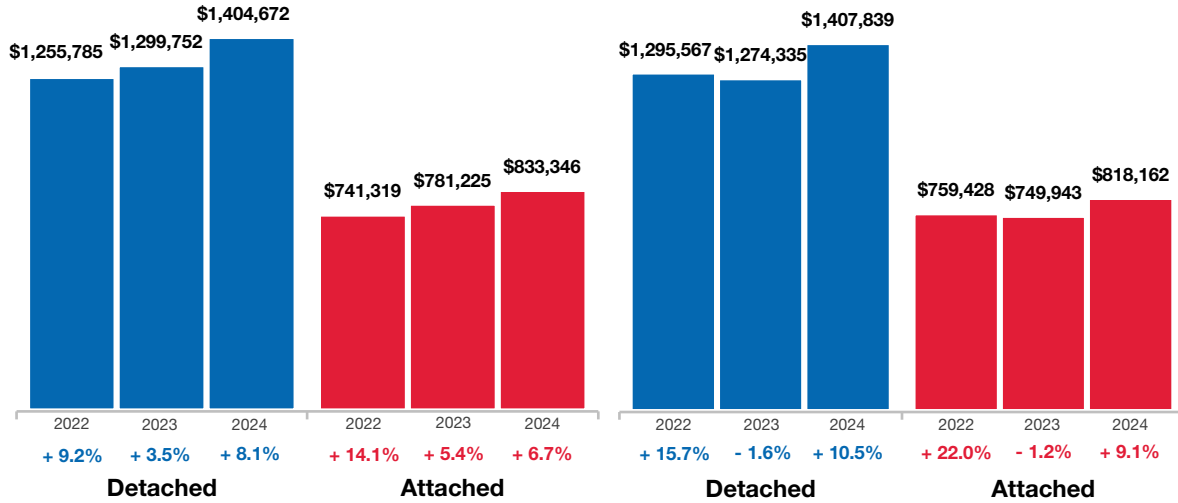 $1,255,785
$1,299,752
$1,404,672
$741,319
$781,225
$833,346
2022 2023 2024 2022 2023 2024
+ 9.2% + 3.5% + 8.1% + 14.1% + 5.4% + 6.7%
Detached Attached
$1,295,567
$1,274,335
$1,407,839
$759,428
$749,943
$818,162
2022 2023 2024 2022 2023 2024
+ 15.7% - 1.6% + 10.5% + 22.0% - 1.2% + 9.1%
Detached Attached